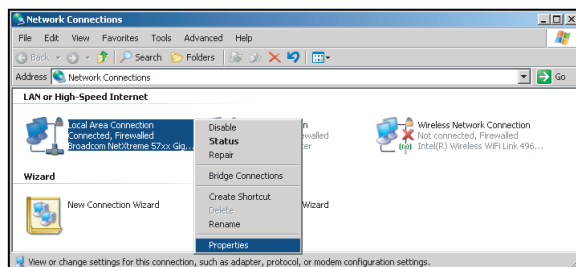 Network Connections
File Edit View Favorites Tools Advanced Help
Back Search Folders
Address Network Connections Go
LAN or High-Speed Internet
Local Area Connection
Connected, Firewalled
Broadcom NetXtreme 57xx Gig...
Disable
Status
Repair
Bridge Connections
Create Shortcut
Delete
Rename
Properties
Wireless Network Connection
Not connected, Firewalled
Intel(R) Wireless WiFi Link 496...
Wizard
New Connection Wizard
Wizard
View or change settings for this connection, such as adapter, protocol, or modem configuration settings.